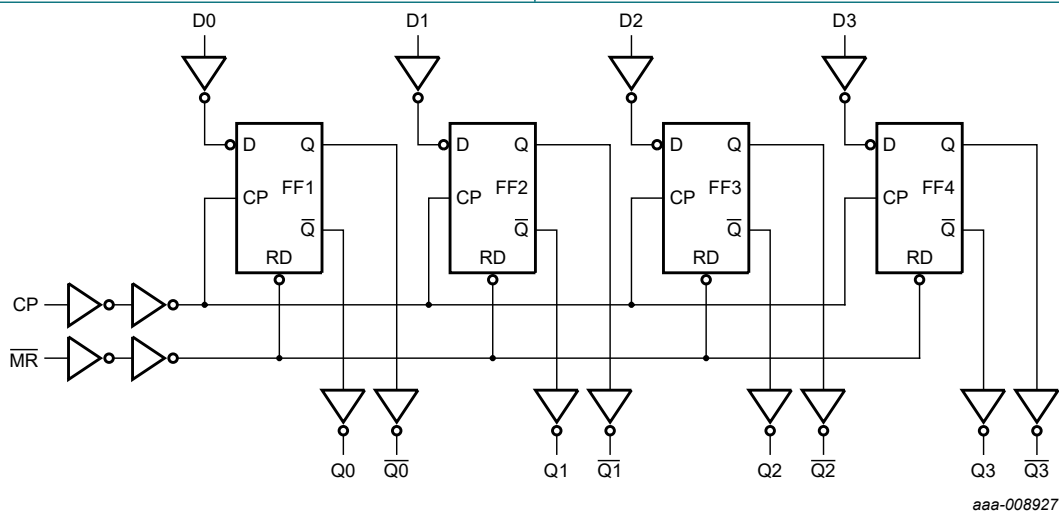 D0 D1 D2 D3
D Q D Q D Q D Q
FF1 FF2 FF3 FF4
CP CP CP CP
Q̅ Q̅ Q̅ Q̅
RD RD RD RD
CP
M̅R̅
Q0 Q̅0̅ Q1 Q̅1̅ Q2 Q̅2̅ Q3 Q̅3̅
aaa-008927